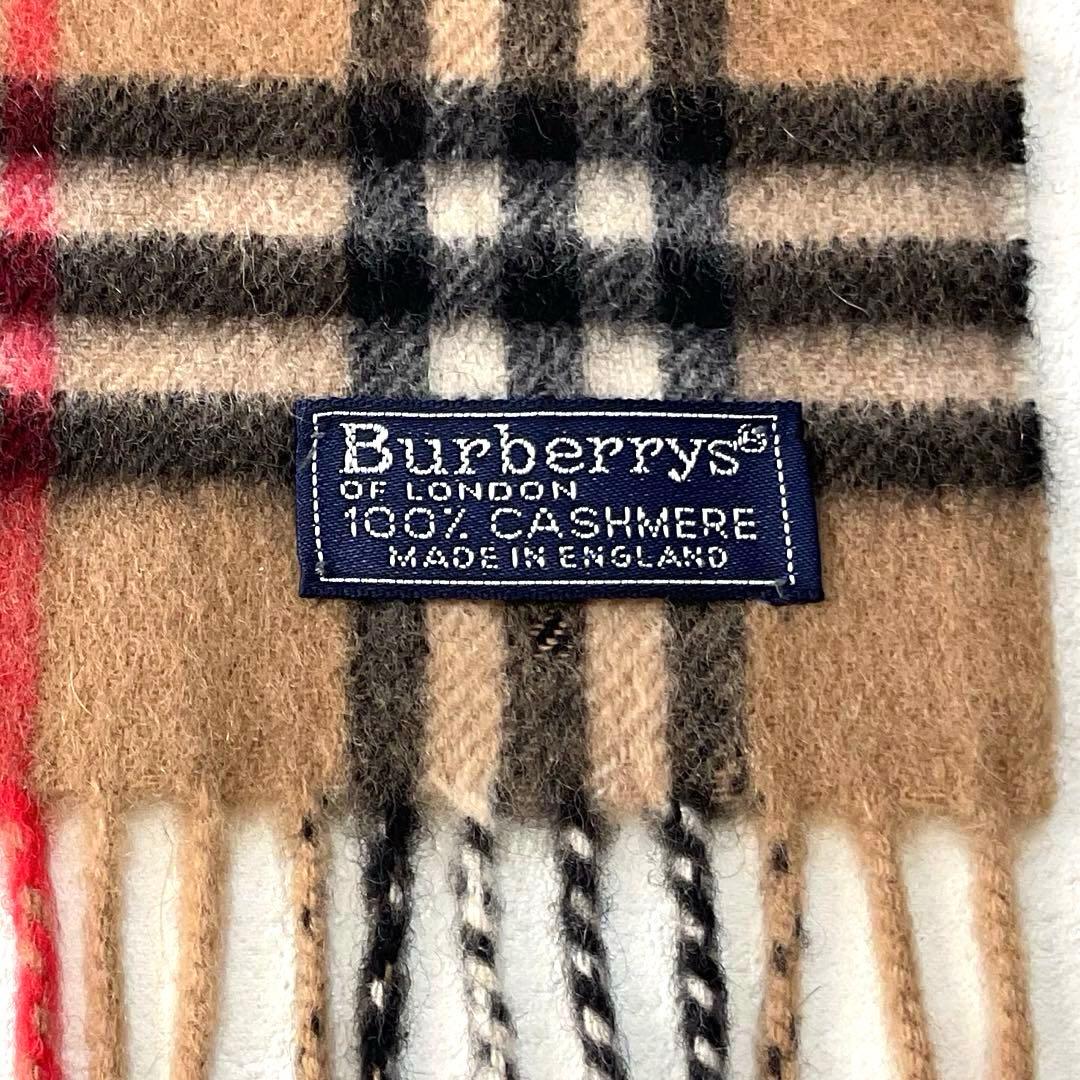 Burberrys®
OF LONDON
100% CASHMERE
MADE IN ENGLAND